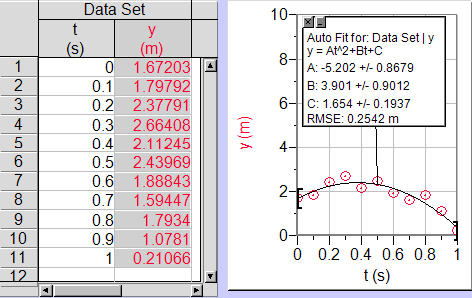 Data Set
t y
(s) (m)
1 0 1.67203
2 0.1 1.79792
3 0.2 2.37791
4 0.3 2.66408
5 0.4 2.11245
6 0.5 2.43969
7 0.6 1.88843
8 0.7 1.59447
9 0.8 1.7934
10 0.9 1.0781
11 1 0.21066
12
Auto Fit for: Data Set | y
y = At^2+Bt+C
A: -5.202 +/- 0.8679
B: 3.901 +/- 0.9012
C: 1.654 +/- 0.1937
RMSE: 0.2542 m
10
8
6
4
2
0
y (m)
0 0.2 0.4 0.6 0.8 1
t (s)